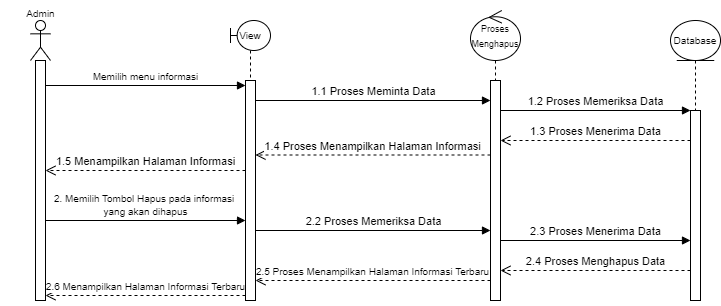 Admin
View
Proses
Menghapus
Database
Memilih menu informasi
1.1 Proses Meminta Data
1.2 Proses Memeriksa Data
1.3 Proses Menerima Data
1.4 Proses Menampilkan Halaman Informasi
1.5 Menampilkan Halaman Informasi
2. Memilih Tombol Hapus pada informasi
yang akan dihapus
2.2 Proses Memeriksa Data
2.3 Proses Menerima Data
2.4 Proses Menghapus Data
2.5 Proses Menampilkan Halaman Informasi Terbaru
2.6 Menampilkan Halaman Informasi Terbaru